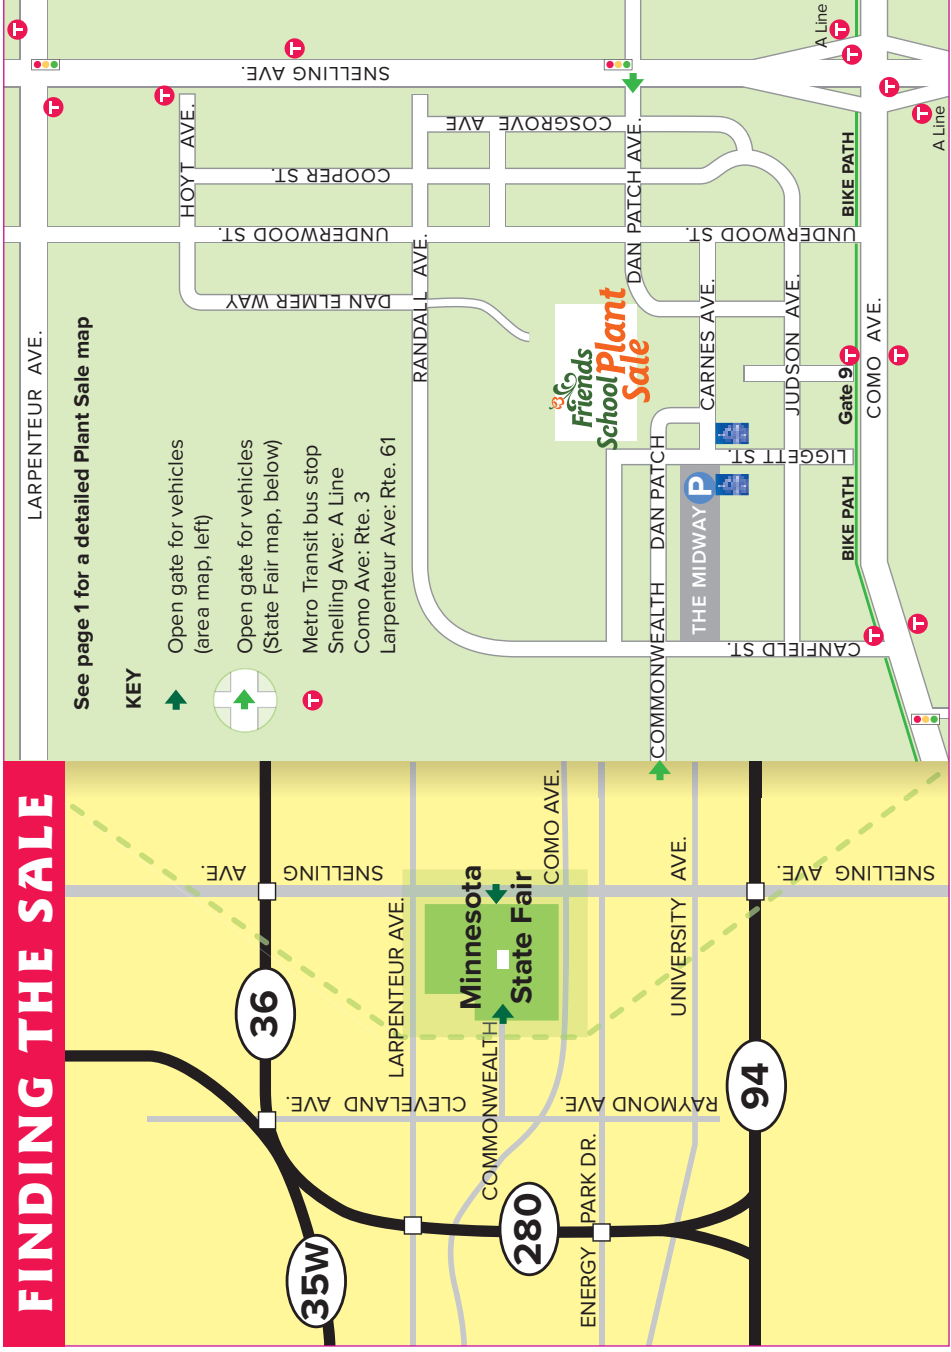 FINDING THE SALE
35W
36
280
94
SNELLING AVE.
SNELLING AVE.
LARPENTEUR AVE.
CLEVELAND AVE.
COMMONWEALTH
Minnesota
State Fair
COMO AVE.
RAYMOND AVE.
ENERGY PARK DR.
UNIVERSITY AVE.
LARPENTEUR AVE.
See page 1 for a detailed Plant Sale map
KEY
Open gate for vehicles
(area map, left)
Open gate for vehicles
(State Fair map, below)
T
Metro Transit bus stop
Snelling Ave: A Line
Como Ave: Rte. 3
Larpenteur Ave: Rte. 61
T
T
T
T
SNELLING AVE.
HOYT AVE.
COOPER ST.
UNDERWOOD ST.
DAN ELMER WAY
RANDALL AVE.
COSGROVE AVE
DAN PATCH AVE.
Friends
School Plant
Sale
UNDERWOOD ST.
CARNES AVE.
JUDSON AVE.
COMMONWEALTH DAN PATCH
THE MIDWAY P
LIGGETT ST.
CANFIELD ST.
BIKE PATH
Gate 9
BIKE PATH
COMO AVE.
A Line
A Line
T
T
T
T
T
T
T
T